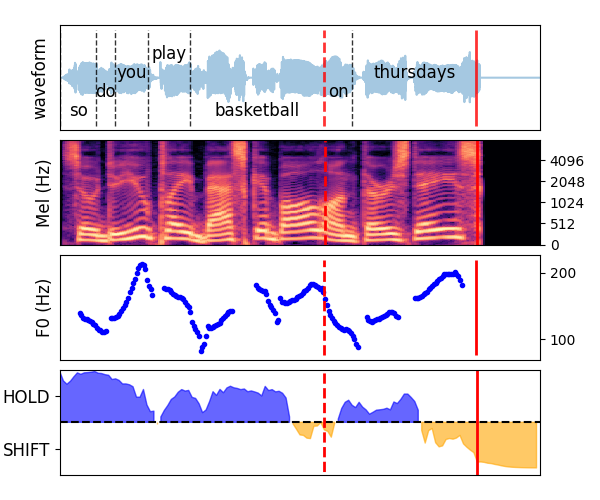 waveform
play
you
thursdays
do
on
so
basketball
Mel (Hz)
4096
2048
1024
512
0
F0 (Hz)
200
100
HOLD
SHIFT